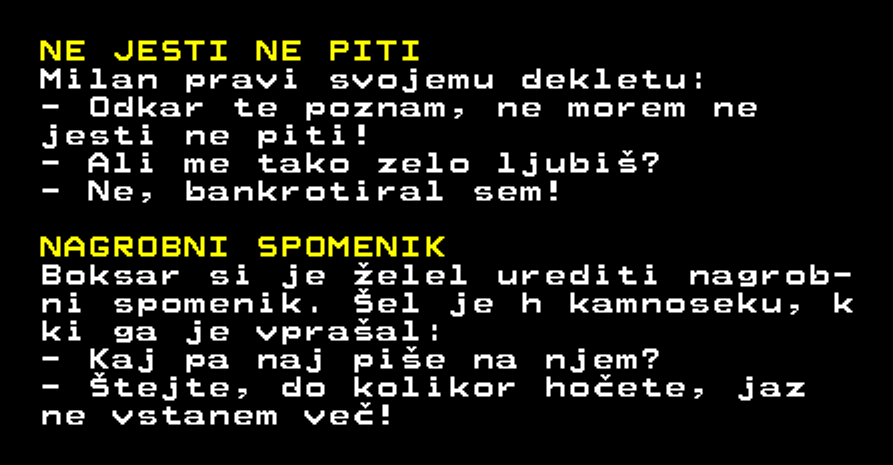 NE JESTI NE PITI
Milan pravi svojemu dekletu:
- Odkar te poznam, ne morem ne
jesti ne piti!
- Ali me tako zelo ljubiš?
- Ne, bankrotiral sem!
NAGROBNI SPOMENIK
Boksar si je želel urediti nagrob-
ni spomenik. Šel je h kamnoseku, k
ki ga je vprašal:
- Kaj pa naj piše na njem?
- Štejte, do kolikor hočete, jaz
ne vstanem več!